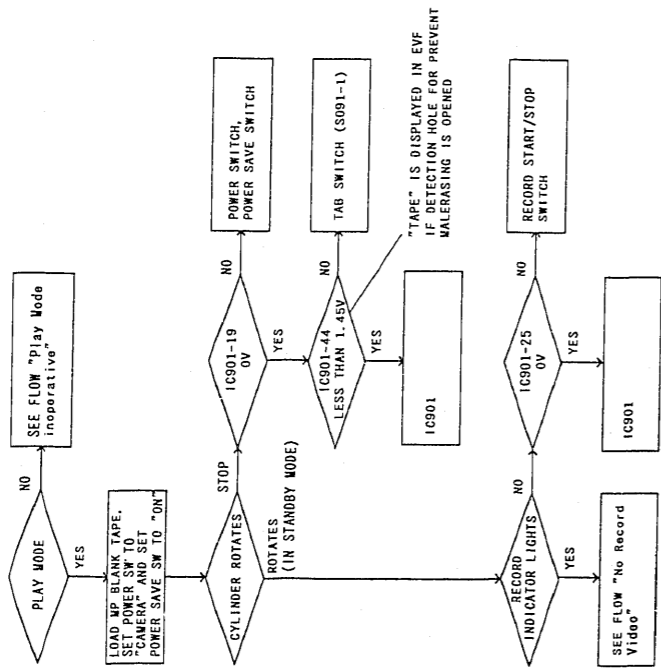 PLAY MODE
NO
SEE FLOW "Play Mode
inoperative"
YES
LOAD MP BLANK TAPE.
SET POWER SW TO
"CAMERA" AND SET
POWER SAVE SW TO "ON"
CYLINDER ROTATES
STOP
IC901-19
0V
NO
POWER SWITCH,
POWER SAVE SWITCH
YES
IC901-44
LESS THAN 1.45V
NO
TAB SWITCH (S091-1)
YES
"TAPE" IS DISPLAYED IN EVF
IF DETECTION HOLE FOR PREVENT
MALERASING IS OPENED
IC901
ROTATES
(IN STANDBY MODE)
RECORD
INDICATOR LIGHTS
NO
IC901-25
0V
NO
RECORD START/STOP
SWITCH
YES
IC901
YES
SEE FLOW "No Record
Video"